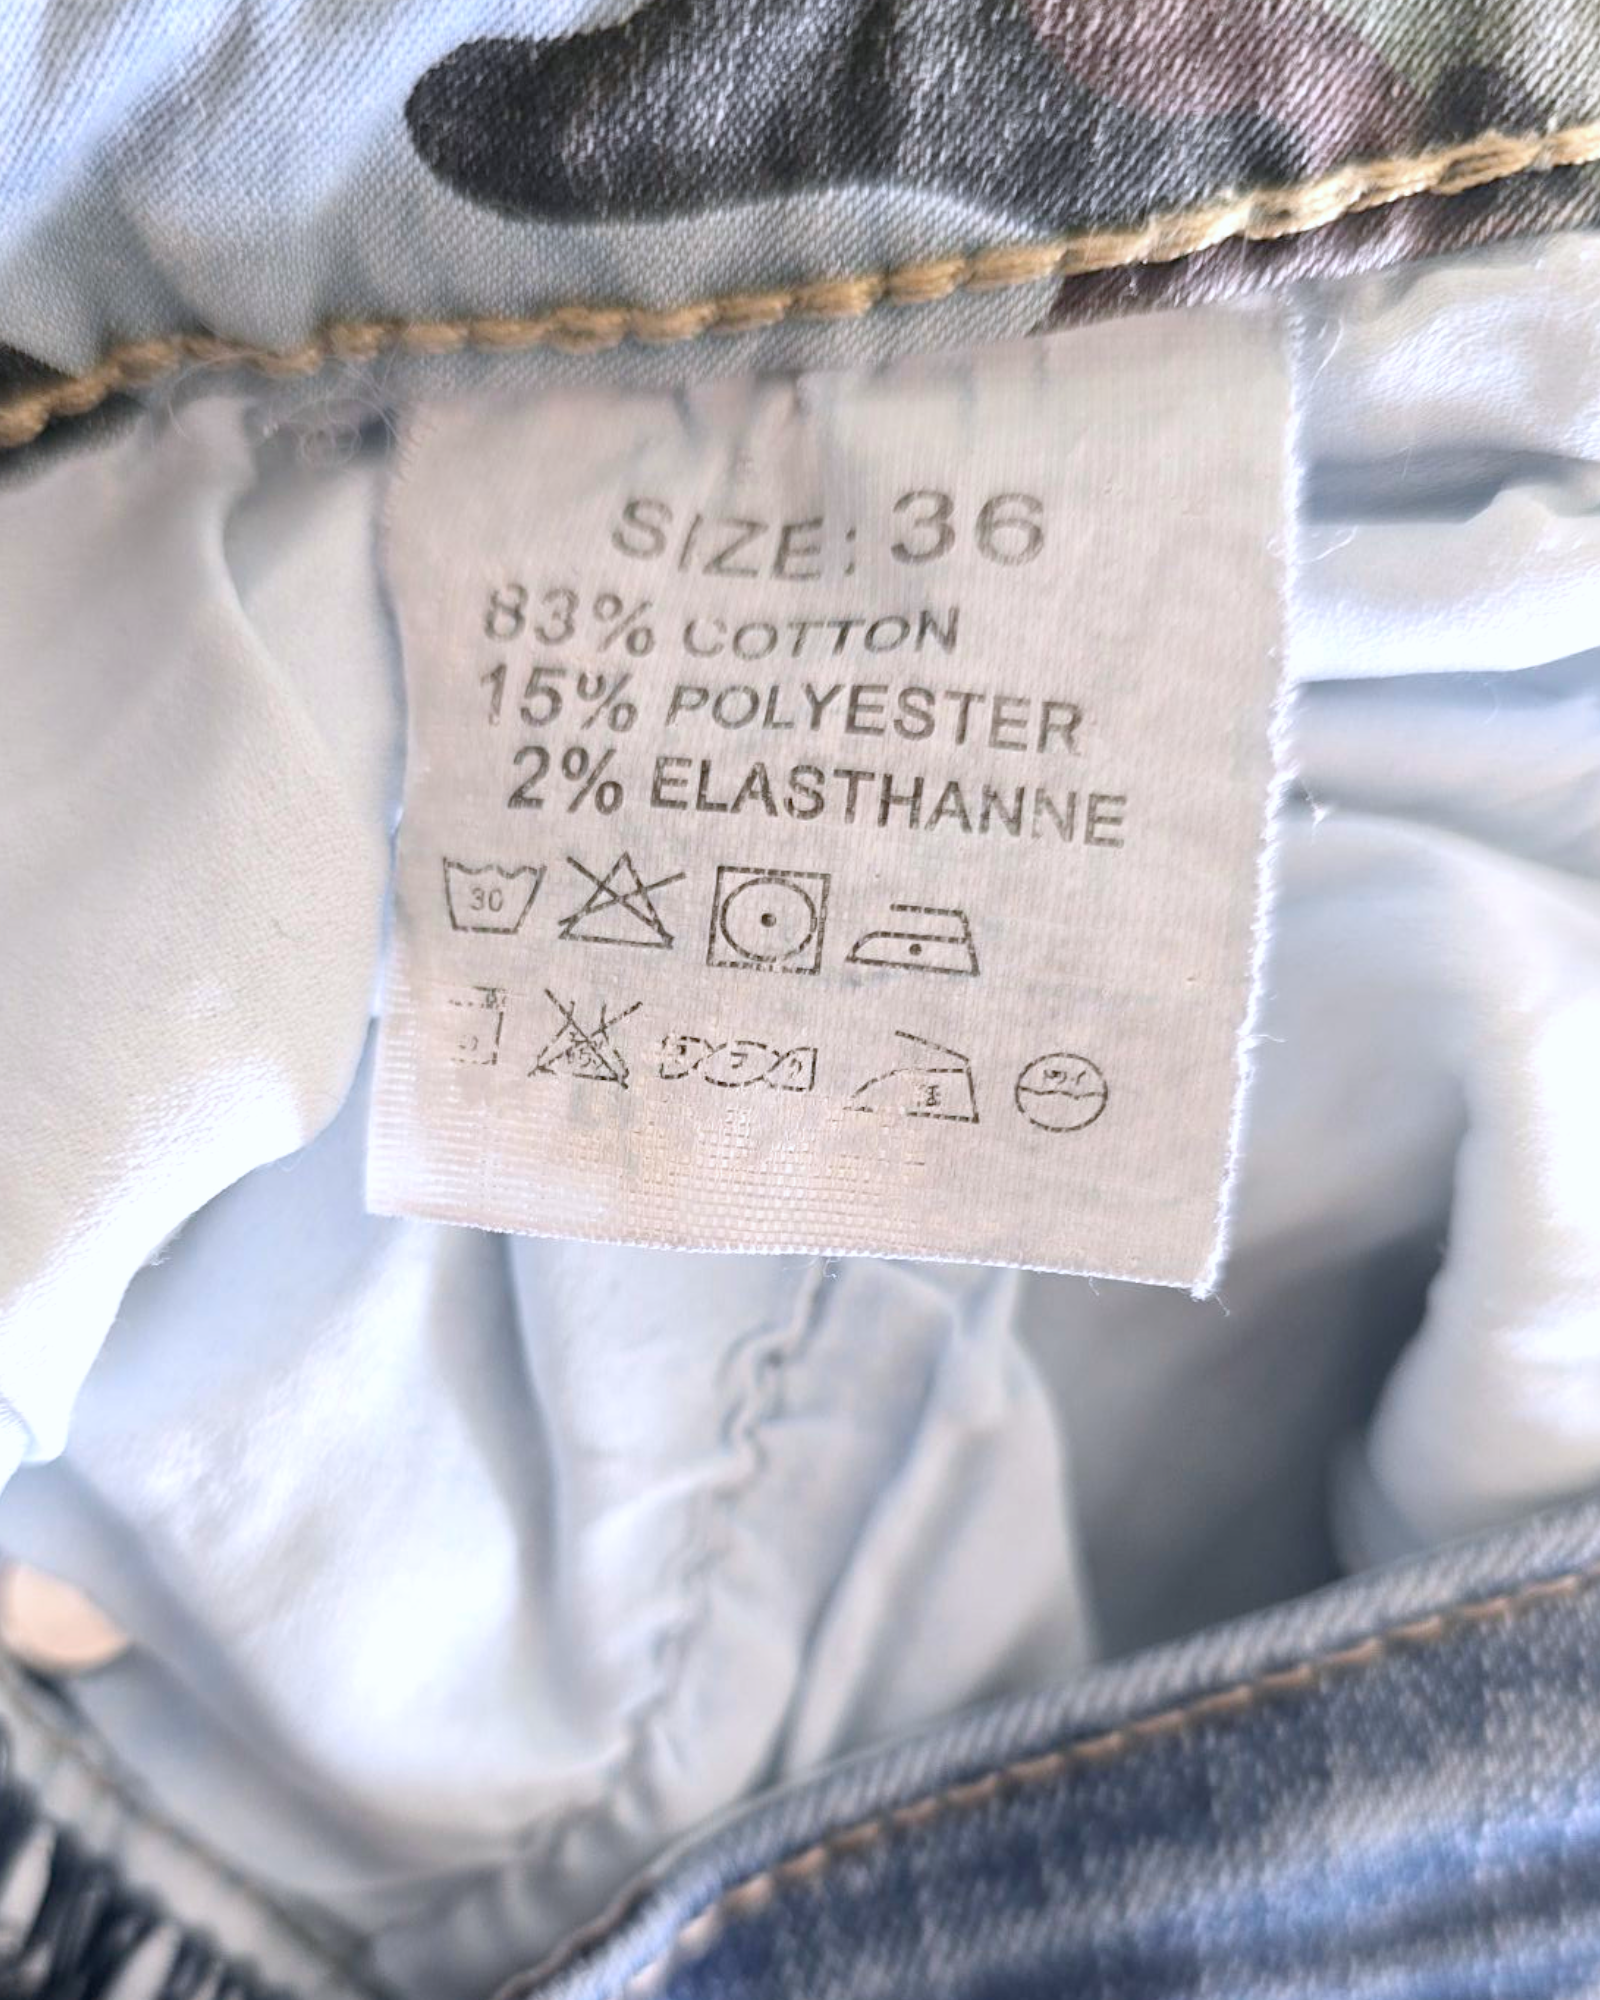 SIZE: 36
83% COTTON
15% POLYESTER
2% ELASTHANNE
30